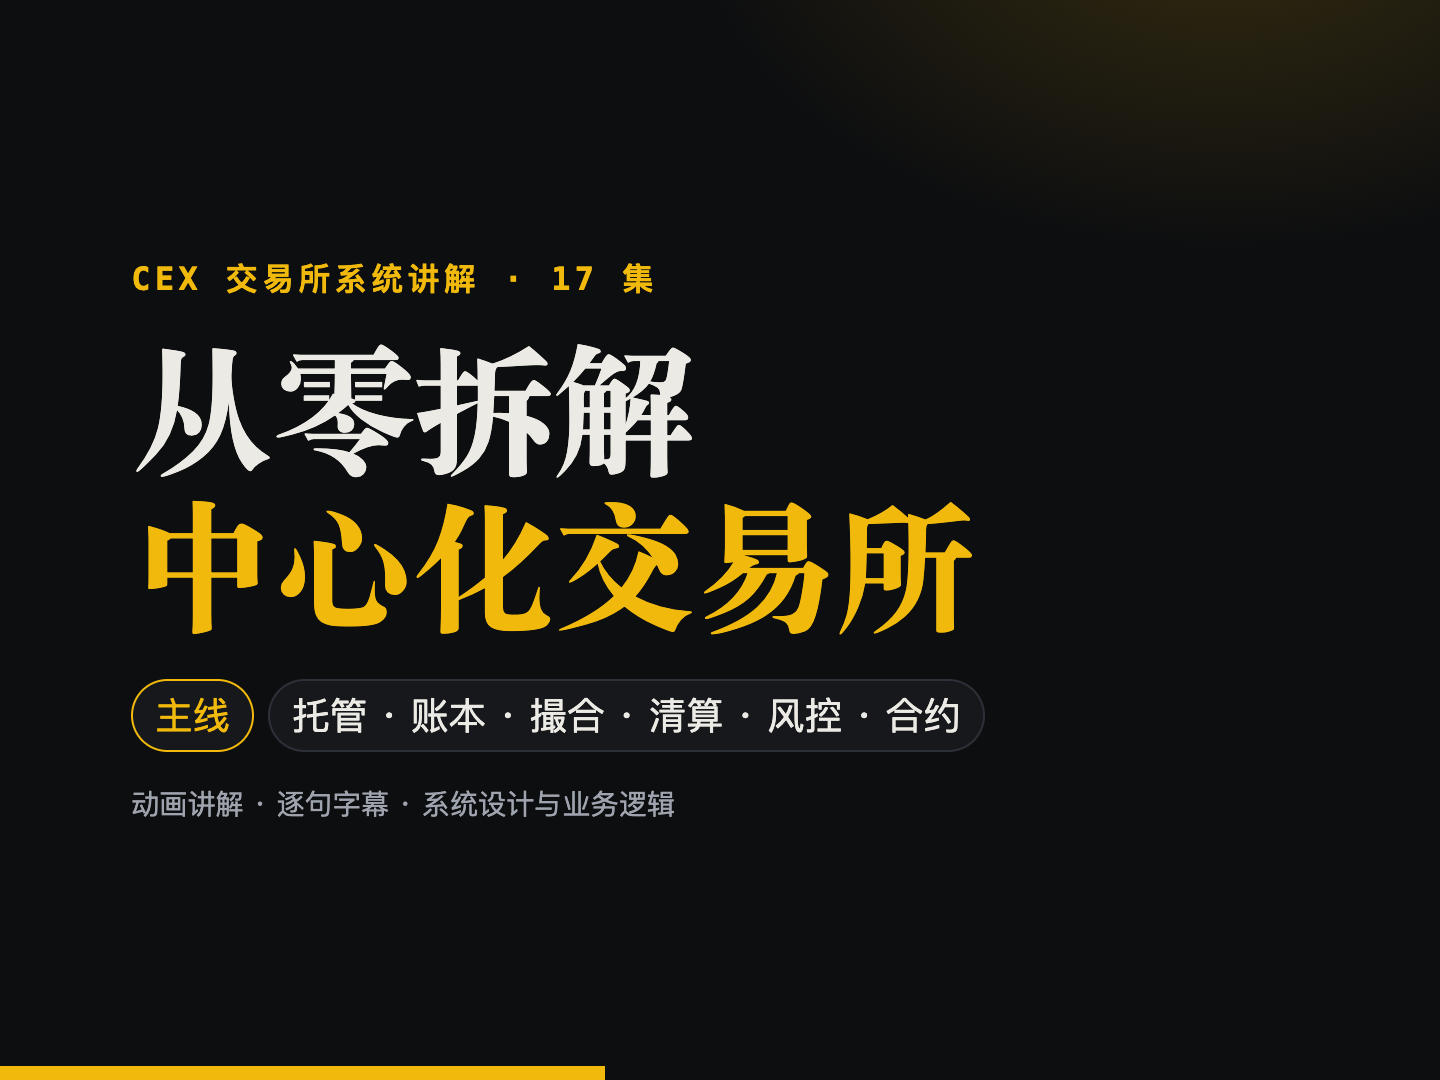 CEX 交易所系统讲解 · 17 集
从零拆解
中心化交易所
主线 托管 · 账本 · 撮合 · 清算 · 风控 · 合约
动画讲解 · 逐句字幕 · 系统设计与业务逻辑